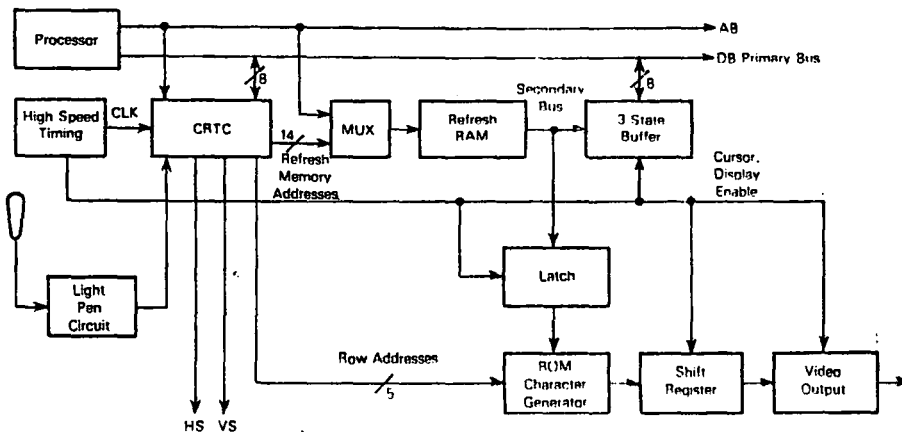 AB
Processor
DB Primary Bus
8
8
High Speed
Timing
CLK
CRTC
14
Refresh
Memory
Addresses
MUX
Refresh
RAM
Secondary
Bus
3 State
Buffer
Cursor,
Display
Enable
Light
Pen
Circuit
Latch
Row Addresses
5
ROM
Character
Generator
Shift
Register
Video
Output
HS VS